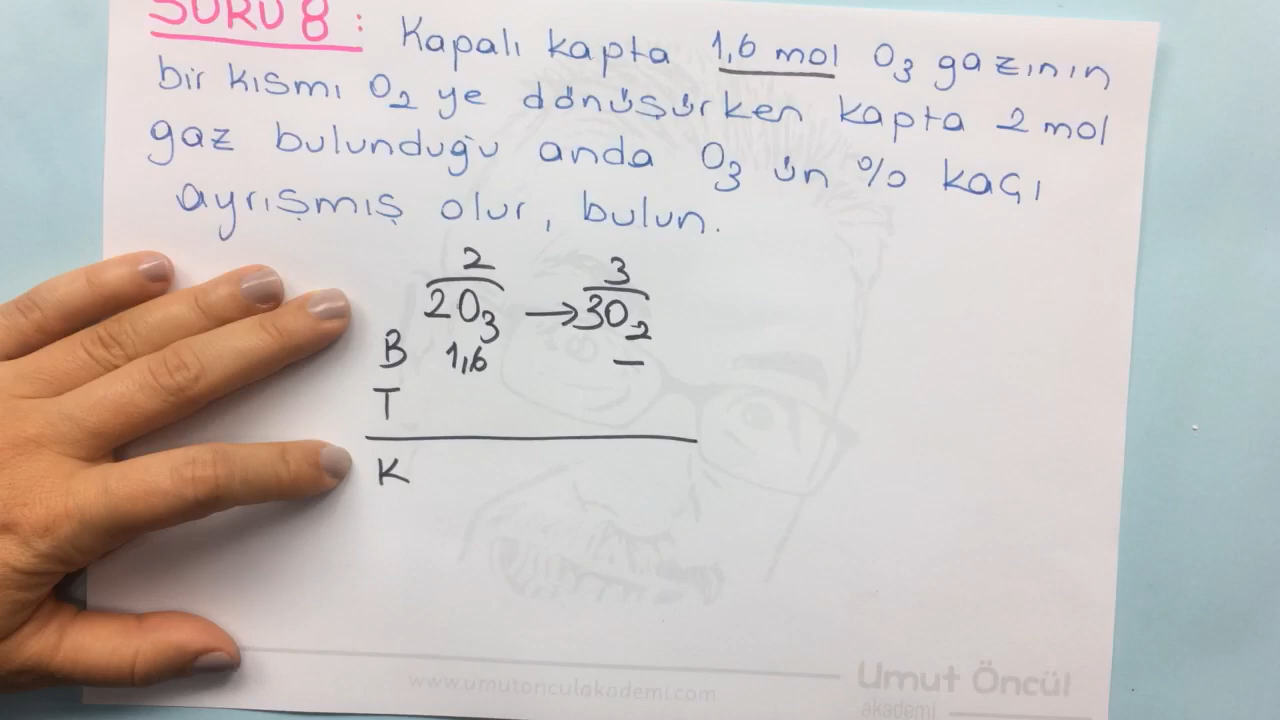 SORU 8 : Kapalı kapta 1,6 mol O₃ gazının
bir kısmı O₂ ye dönüşürken kapta 2 mol
gaz bulunduğu anda O₃ ün % kaçı
ayrışmış olur, bulun.
2 3
2O₃ → 3O₂
B 1,6 –
T
K
www.umutonculakademi.com
Umut Öncül
akademi